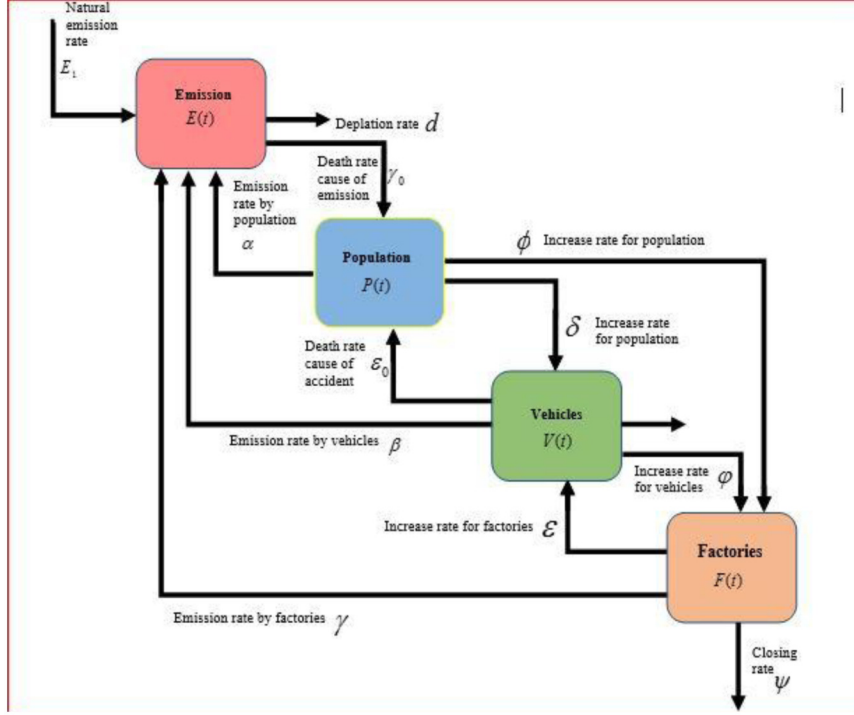 Natural
emission
rate
E₁
Emission
E(t)
Deplation rate d
Death rate
cause of
emission
γ₀
Emission
rate by
population
α
Population
P(t)
ϕ Increase rate for population
δ Increase rate
for population
Death rate
cause of
accident
ε₀
Vehicles
V(t)
Emission rate by vehicles β
Increase rate
for vehicles φ
Increase rate for factories ε
Factories
F(t)
Emission rate by factories γ
Closing
rate ψ